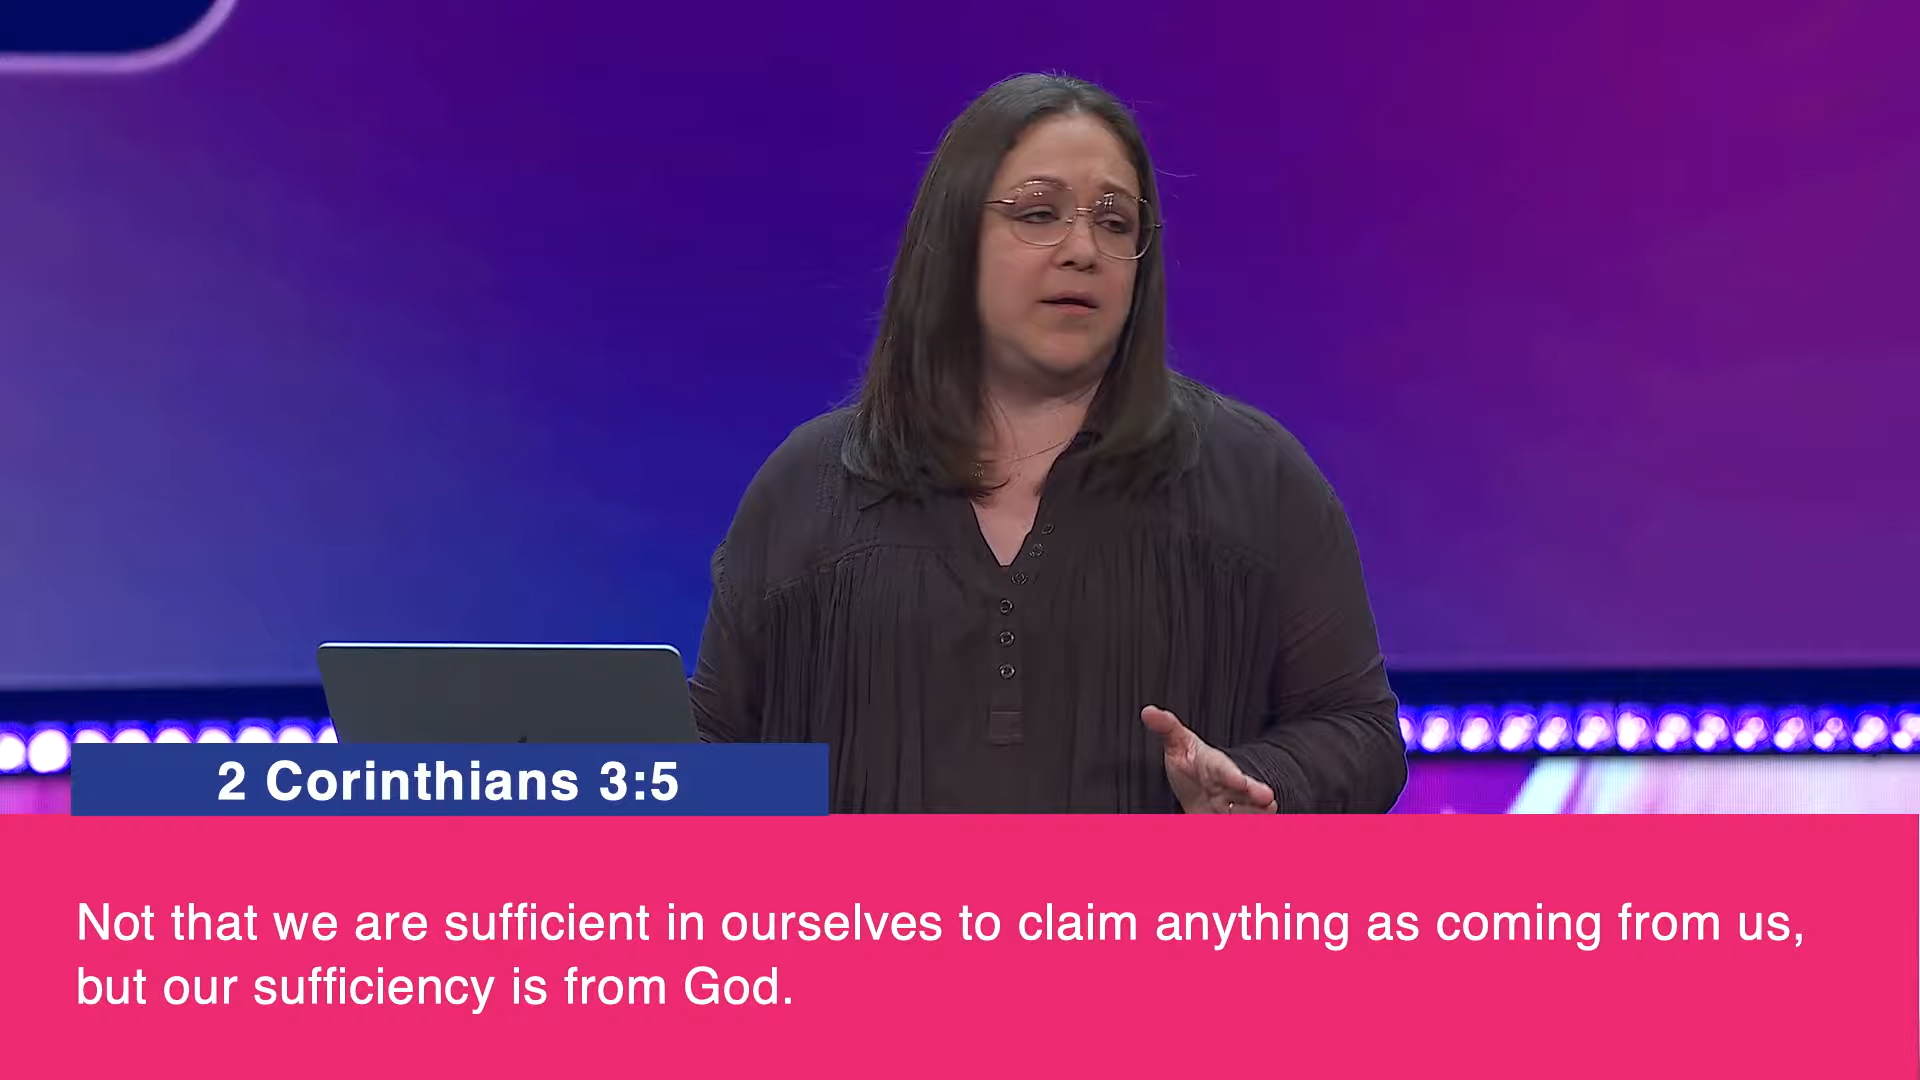 2 Corinthians 3:5
Not that we are sufficient in ourselves to claim anything as coming from us,
but our sufficiency is from God.